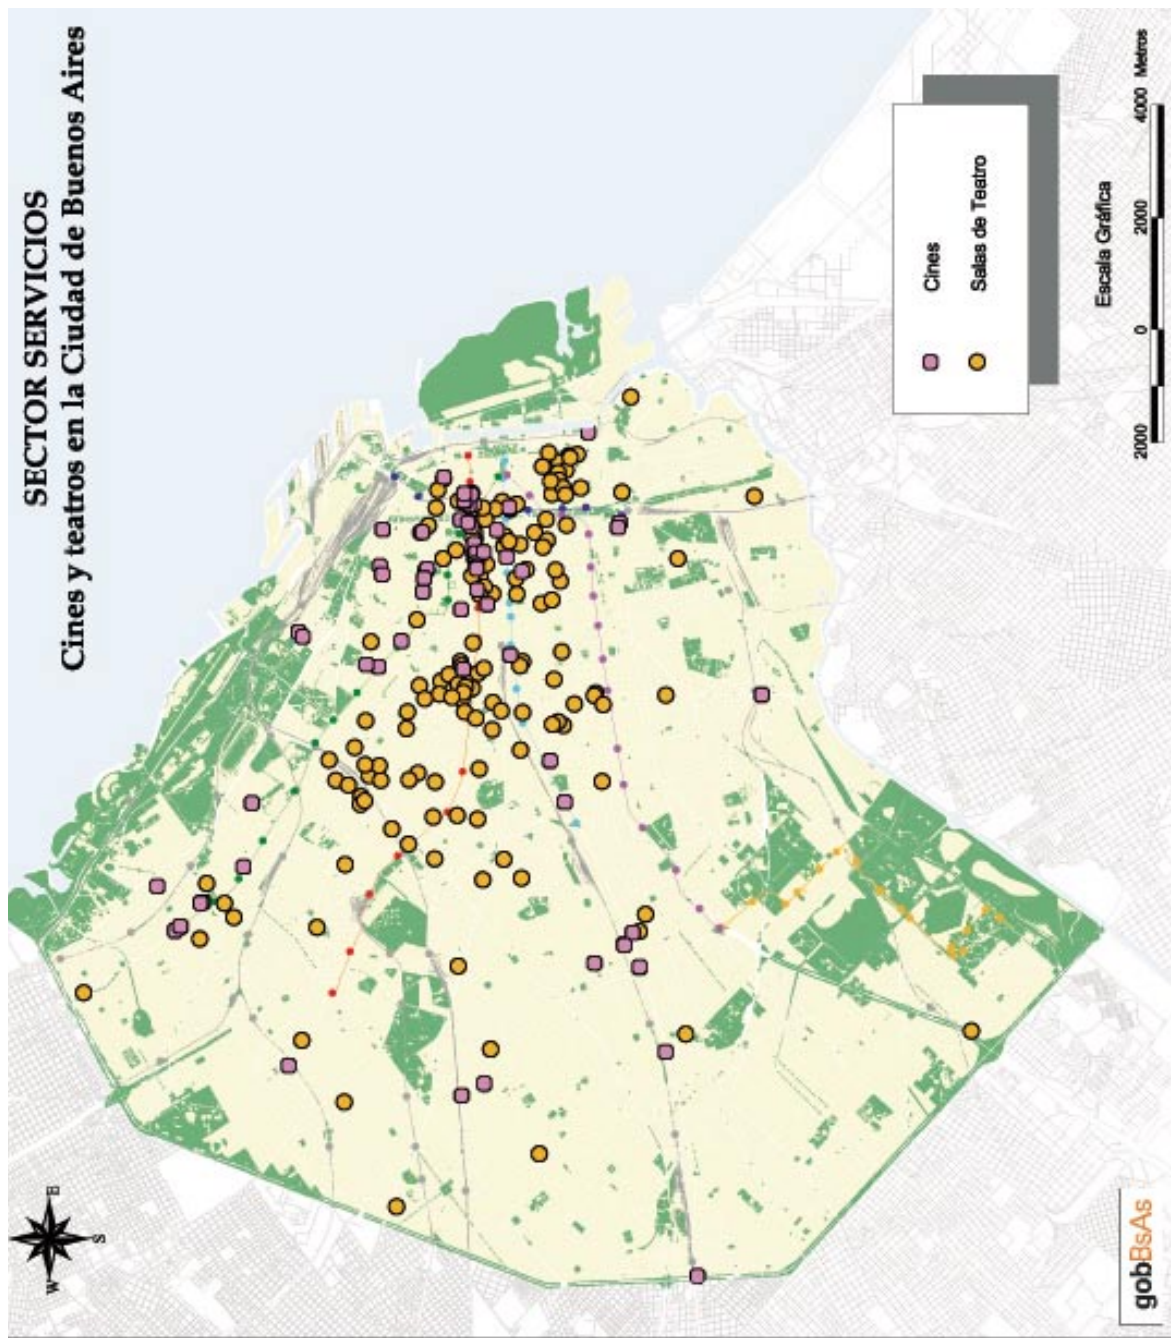 SECTOR SERVICIOS
Cines y teatros en la Ciudad de Buenos Aires
W
E
S
Cines
Salas de Teatro
Escala Gráfica
2000 0 2000 4000 Metros
gobBsAs